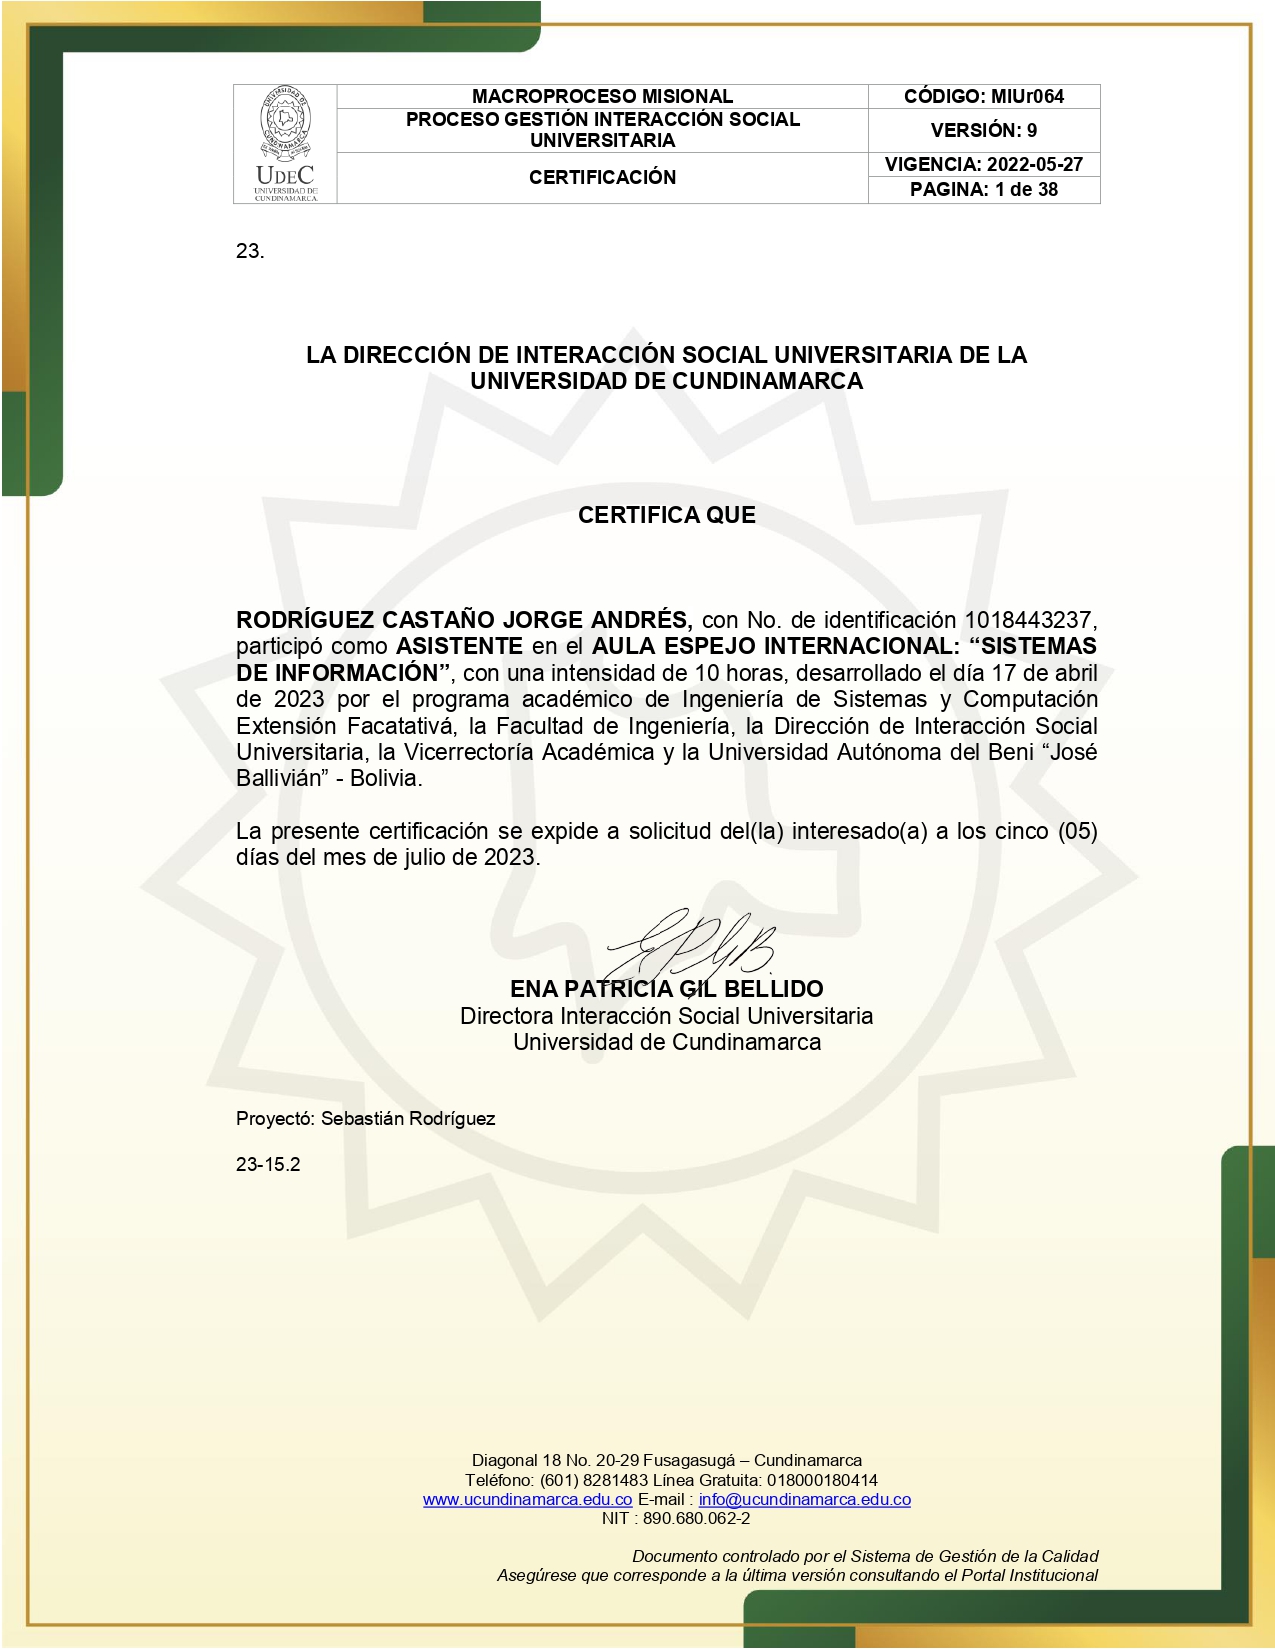 UNIVERSIDAD DE
CUNDINAMARCA
UDEC
UNIVERSIDAD DE
CUNDINAMARCA
MACROPROCESO MISIONAL
CÓDIGO: MIUr064
PROCESO GESTIÓN INTERACCIÓN SOCIAL
UNIVERSITARIA
VERSIÓN: 9
CERTIFICACIÓN
VIGENCIA: 2022-05-27
PAGINA: 1 de 38
23.
LA DIRECCIÓN DE INTERACCIÓN SOCIAL UNIVERSITARIA DE LA
UNIVERSIDAD DE CUNDINAMARCA
CERTIFICA QUE
RODRÍGUEZ CASTAÑO JORGE ANDRÉS, con No. de identificación 1018443237,
participó como ASISTENTE en el AULA ESPEJO INTERNACIONAL: “SISTEMAS
DE INFORMACIÓN”, con una intensidad de 10 horas, desarrollado el día 17 de abril
de 2023 por el programa académico de Ingeniería de Sistemas y Computación
Extensión Facatativá, la Facultad de Ingeniería, la Dirección de Interacción Social
Universitaria, la Vicerrectoría Académica y la Universidad Autónoma del Beni “José
Ballivián” - Bolivia.
La presente certificación se expide a solicitud del(la) interesado(a) a los cinco (05)
días del mes de julio de 2023.
EPGB.
ENA PATRICIA GIL BELLIDO
Directora Interacción Social Universitaria
Universidad de Cundinamarca
Proyectó: Sebastián Rodríguez
23-15.2
Diagonal 18 No. 20-29 Fusagasugá – Cundinamarca
Teléfono: (601) 8281483 Línea Gratuita: 018000180414
www.ucundinamarca.edu.co E-mail : info@ucundinamarca.edu.co
NIT : 890.680.062-2
Documento controlado por el Sistema de Gestión de la Calidad
Asegúrese que corresponde a la última versión consultando el Portal Institucional